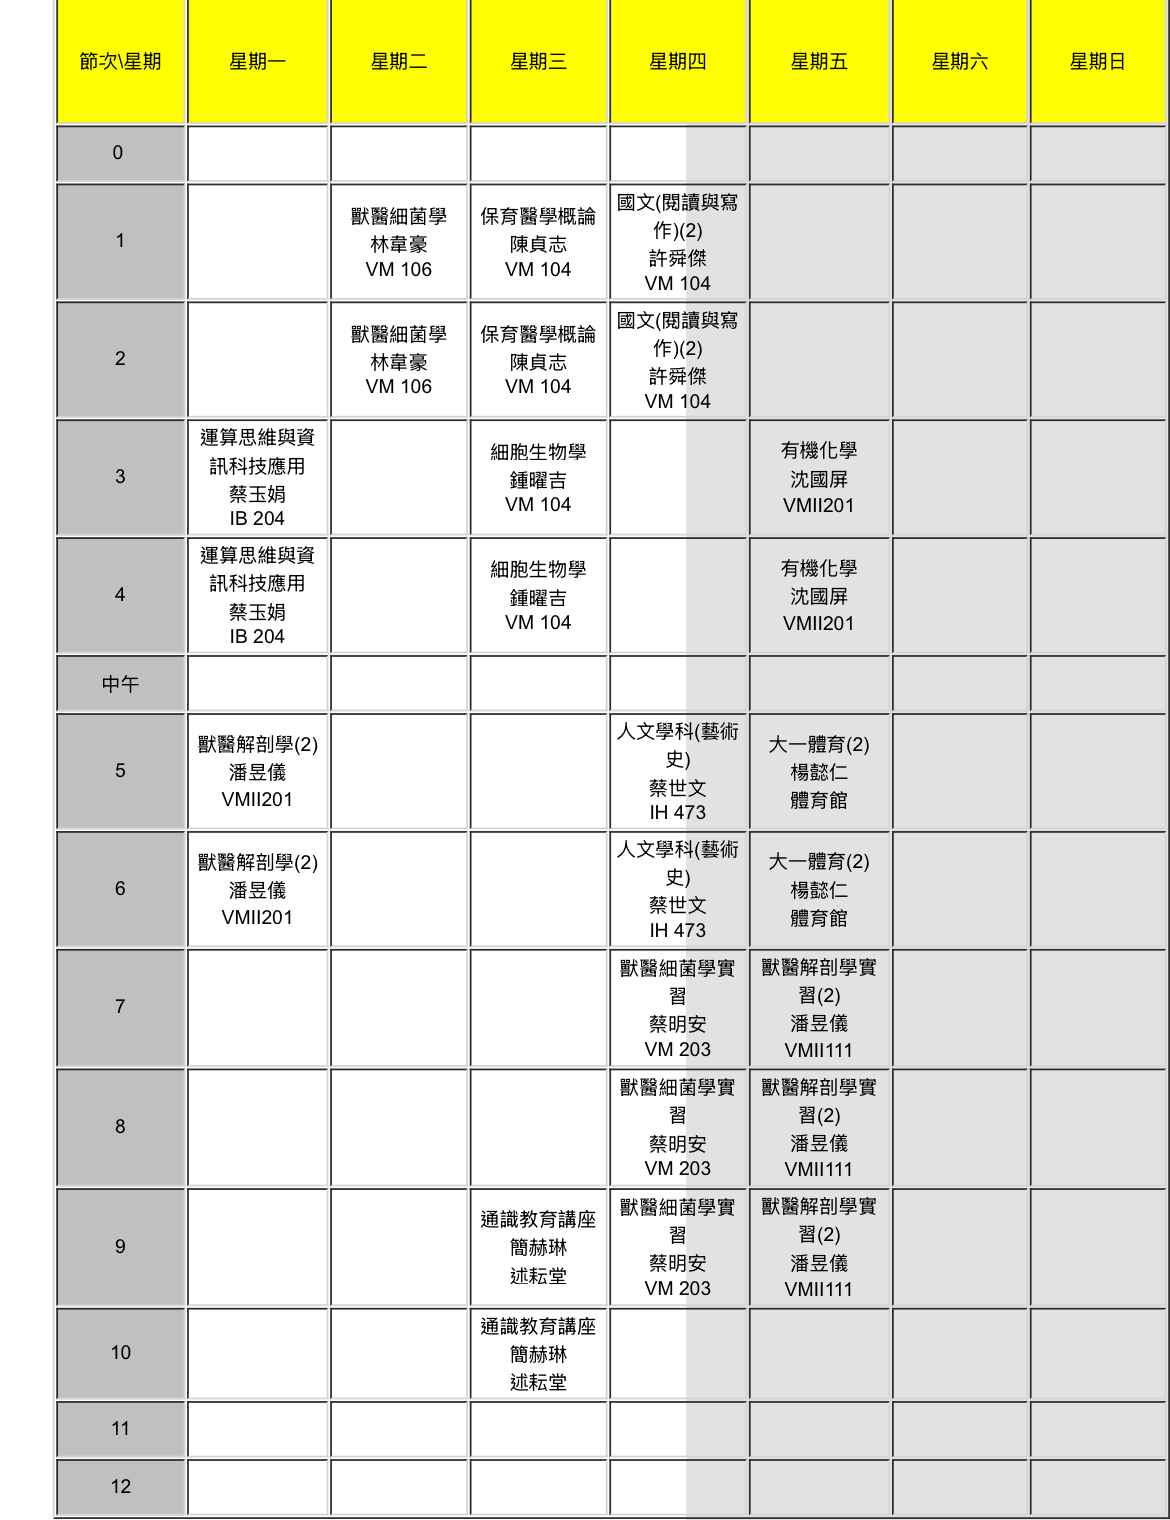 節次\星期 星期一 星期二 星期三 星期四 星期五 星期六 星期日
0
1
獸醫細菌學
林韋豪
VM 106
保育醫學概論
陳貞志
VM 104
國文(閱讀與寫
作)(2)
許舜傑
VM 104
2
獸醫細菌學
林韋豪
VM 106
保育醫學概論
陳貞志
VM 104
國文(閱讀與寫
作)(2)
許舜傑
VM 104
3
運算思維與資
訊科技應用
蔡玉娟
IB 204
細胞生物學
鍾曜吉
VM 104
有機化學
沈國屏
VMII201
4
運算思維與資
訊科技應用
蔡玉娟
IB 204
細胞生物學
鍾曜吉
VM 104
有機化學
沈國屏
VMII201
中午
5
獸醫解剖學(2)
潘昱儀
VMII201
人文學科(藝術
史)
蔡世文
IH 473
大一體育(2)
楊懿仁
體育館
6
獸醫解剖學(2)
潘昱儀
VMII201
人文學科(藝術
史)
蔡世文
IH 473
大一體育(2)
楊懿仁
體育館
7
獸醫細菌學實
習
蔡明安
VM 203
獸醫解剖學實
習(2)
潘昱儀
VMII111
8
獸醫細菌學實
習
蔡明安
VM 203
獸醫解剖學實
習(2)
潘昱儀
VMII111
9
通識教育講座
簡赫琳
述耘堂
獸醫細菌學實
習
蔡明安
VM 203
獸醫解剖學實
習(2)
潘昱儀
VMII111
10
通識教育講座
簡赫琳
述耘堂
11
12